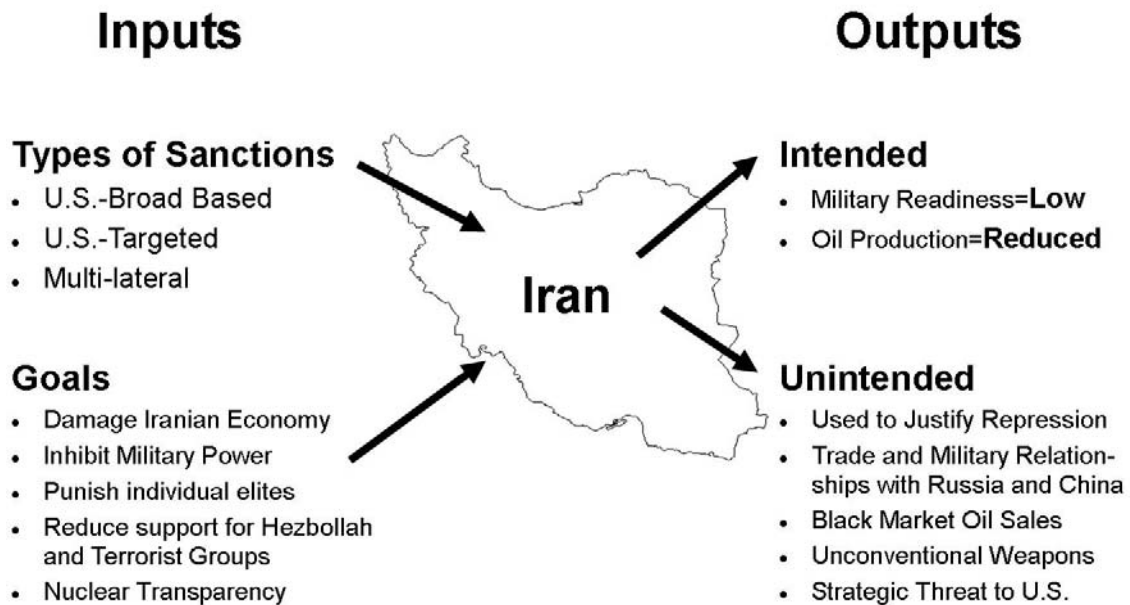 Inputs
Outputs
Types of Sanctions
• U.S.-Broad Based
• U.S.-Targeted
• Multi-lateral
Goals
• Damage Iranian Economy
• Inhibit Military Power
• Punish individual elites
• Reduce support for Hezbollah
and Terrorist Groups
• Nuclear Transparency
Iran
Intended
• Military Readiness=Low
• Oil Production=Reduced
Unintended
• Used to Justify Repression
• Trade and Military Relation-
ships with Russia and China
• Black Market Oil Sales
• Unconventional Weapons
• Strategic Threat to U.S.